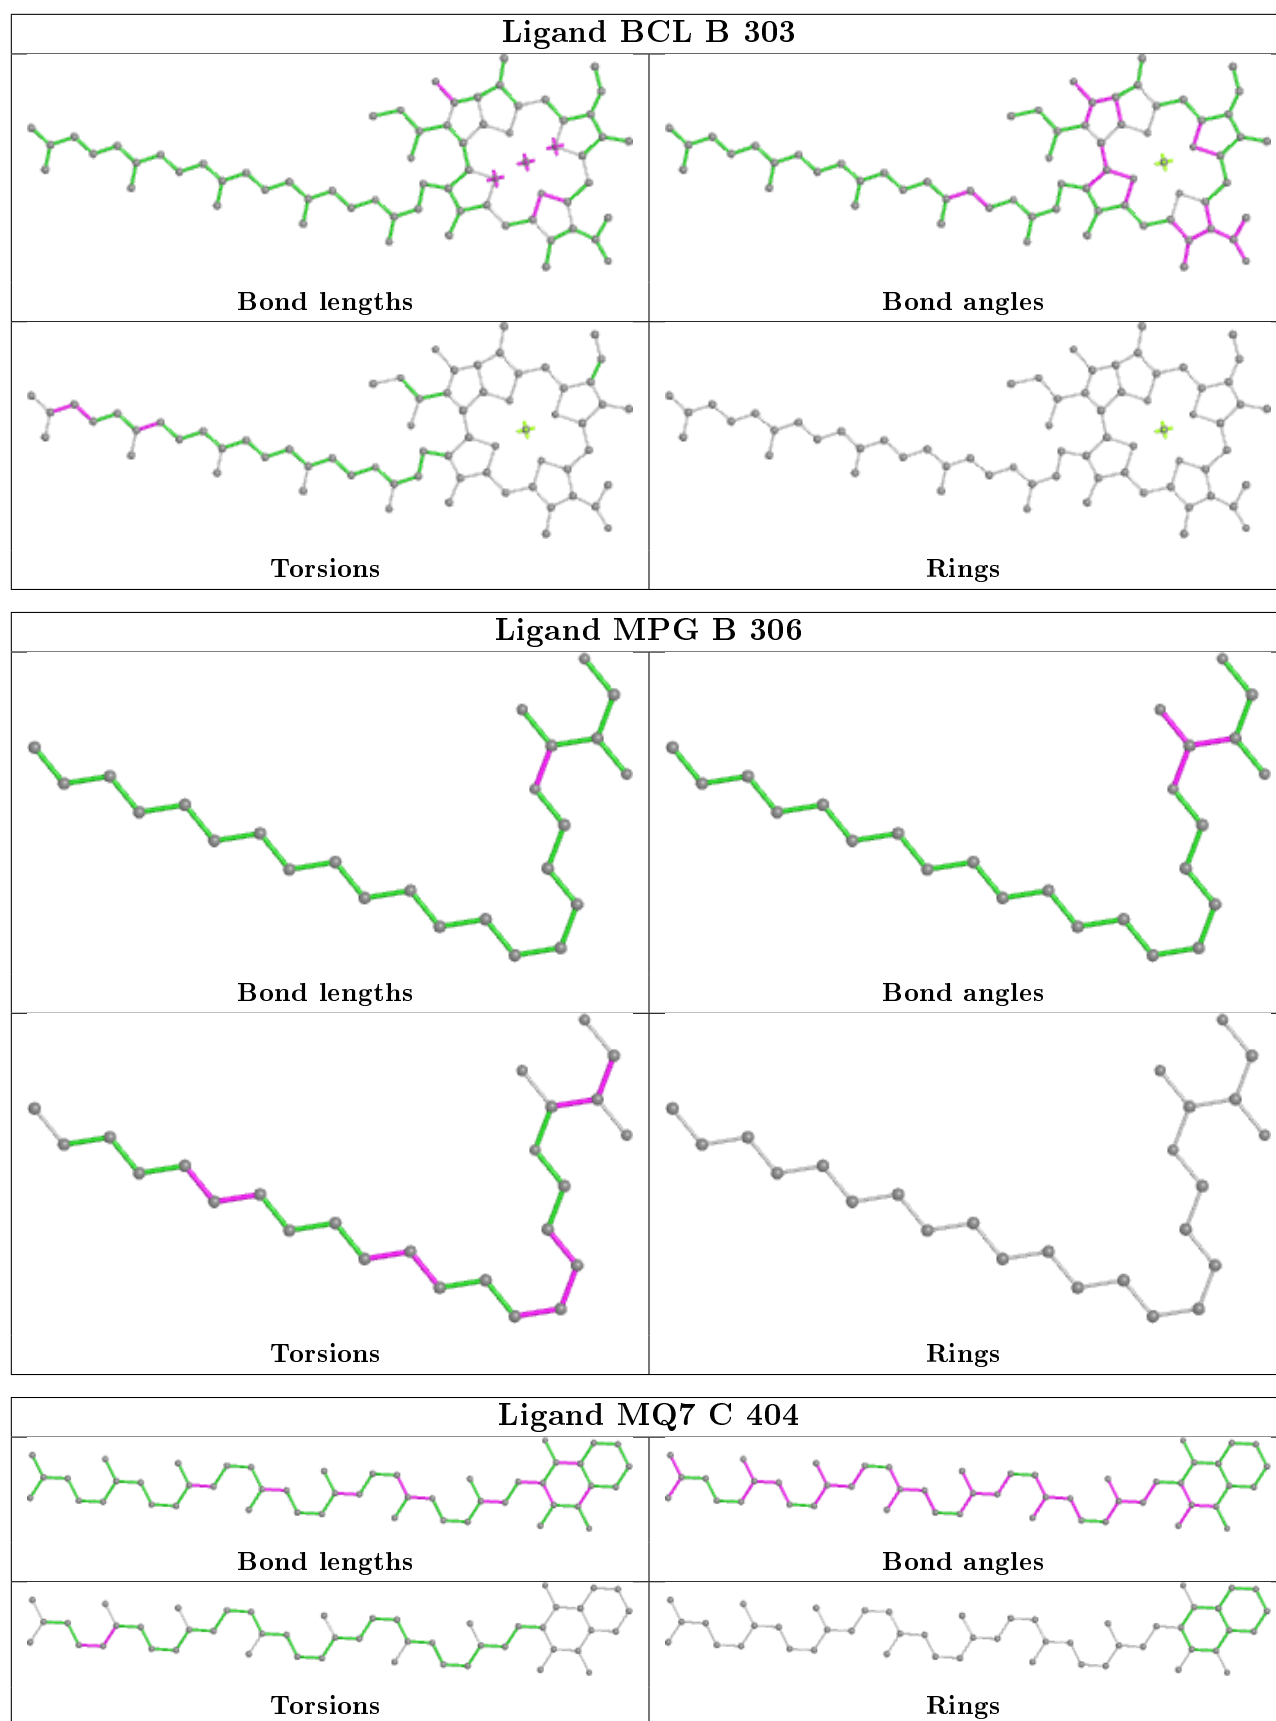 Ligand BCL B 303
Bond lengths
Bond angles
Torsions
Rings
Ligand MPG B 306
Bond lengths
Bond angles
Torsions
Rings
Ligand MQ7 C 404
Bond lengths
Bond angles
Torsions
Rings